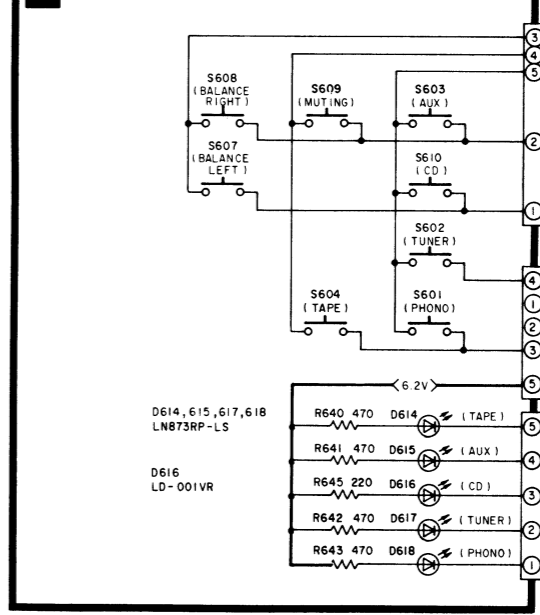 3
4
5
S608
(BALANCE
RIGHT)
S609
(MUTING)
S603
(AUX)
2
S607
(BALANCE
LEFT)
S610
(CD)
1
S602
(TUNER)
4
1
S604
(TAPE)
S601
(PHONO)
2
3
6.2V
5
D614,615,617,618
LN873RP-LS
D616
LD-001VR
R640 470 D614 (TAPE) 5
R641 470 D615 (AUX) 4
R645 220 D616 (CD) 3
R642 470 D617 (TUNER) 2
R643 470 D618 (PHONO) 1